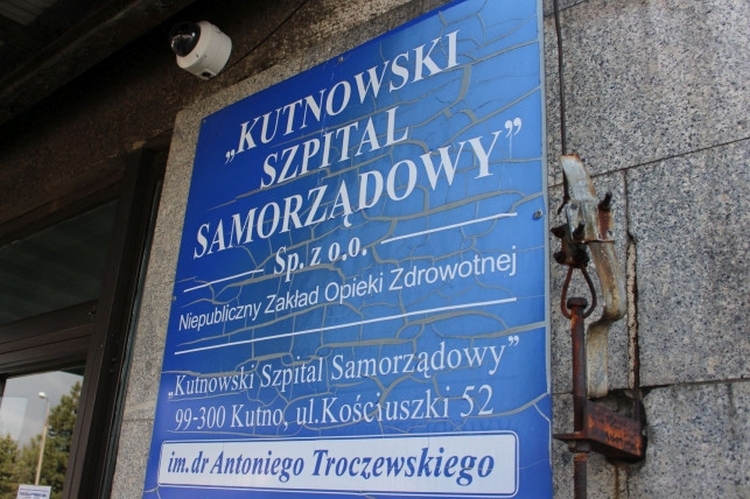 „KUTNOWSKI
SZPITAL
SAMORZĄDOWY”
Sp. z o.o.
Niepubliczny Zakład Opieki Zdrowotnej
„Kutnowski Szpital Samorządowy”
99-300 Kutno, ul.Kościuszki 52
im.dr Antoniego Troczewskiego